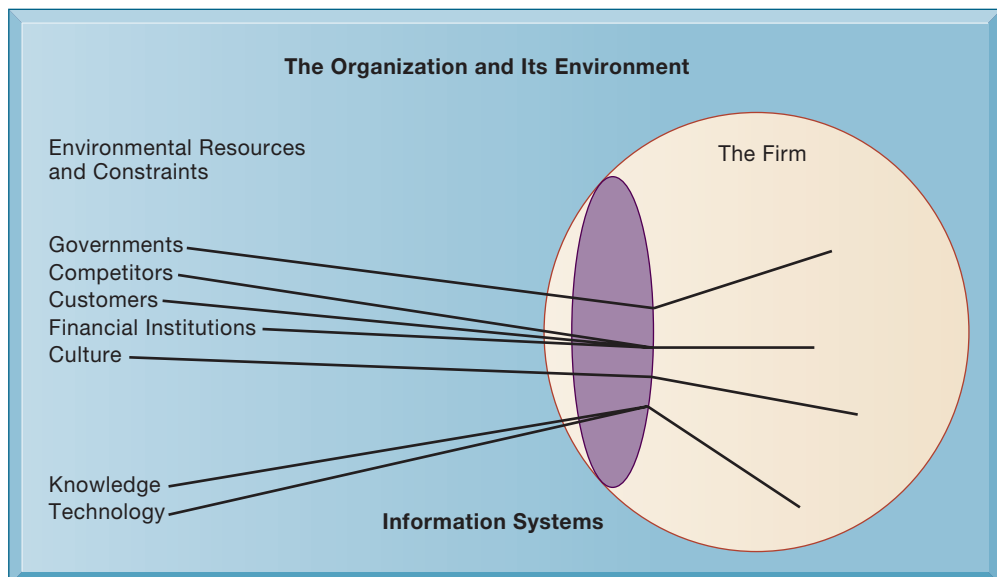 The Organization and Its Environment
Environmental Resources
and Constraints
The Firm
Governments
Competitors
Customers
Financial Institutions
Culture
Knowledge
Technology
Information Systems